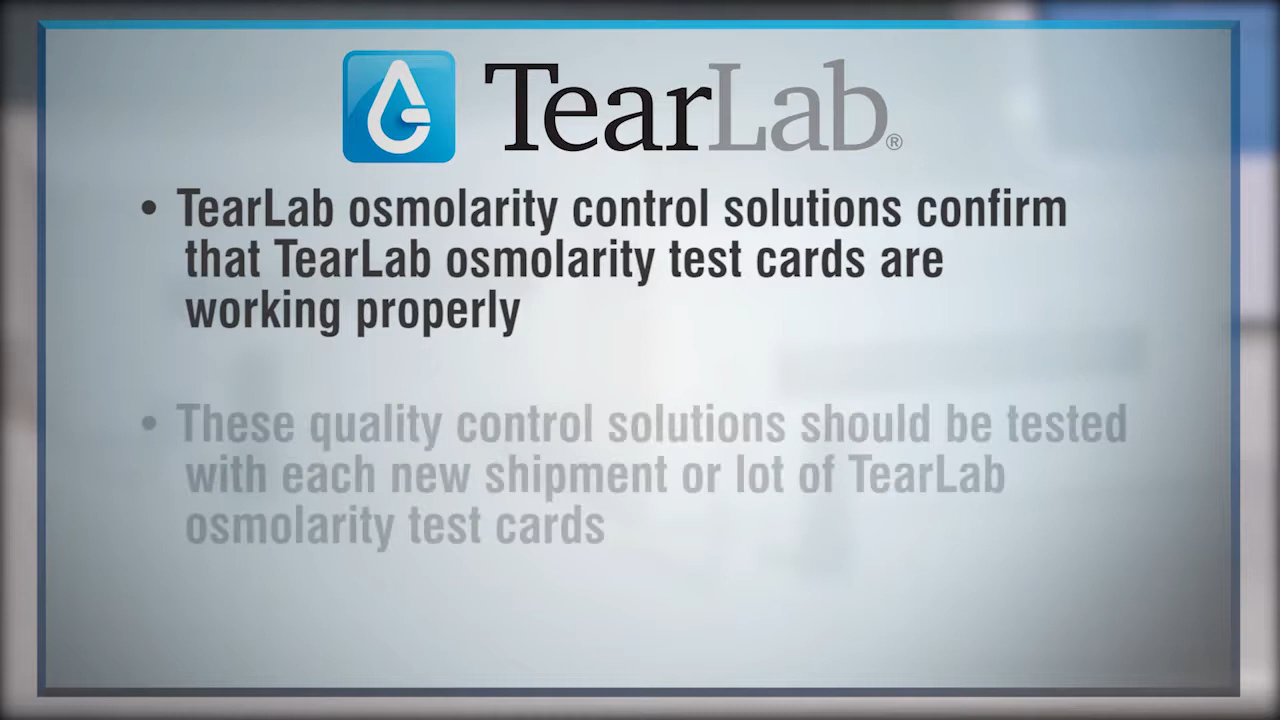 TearLab®
• TearLab osmolarity control solutions confirm
that TearLab osmolarity test cards are
working properly
• These quality control solutions should be tested
with each new shipment or lot of TearLab
osmolarity test cards